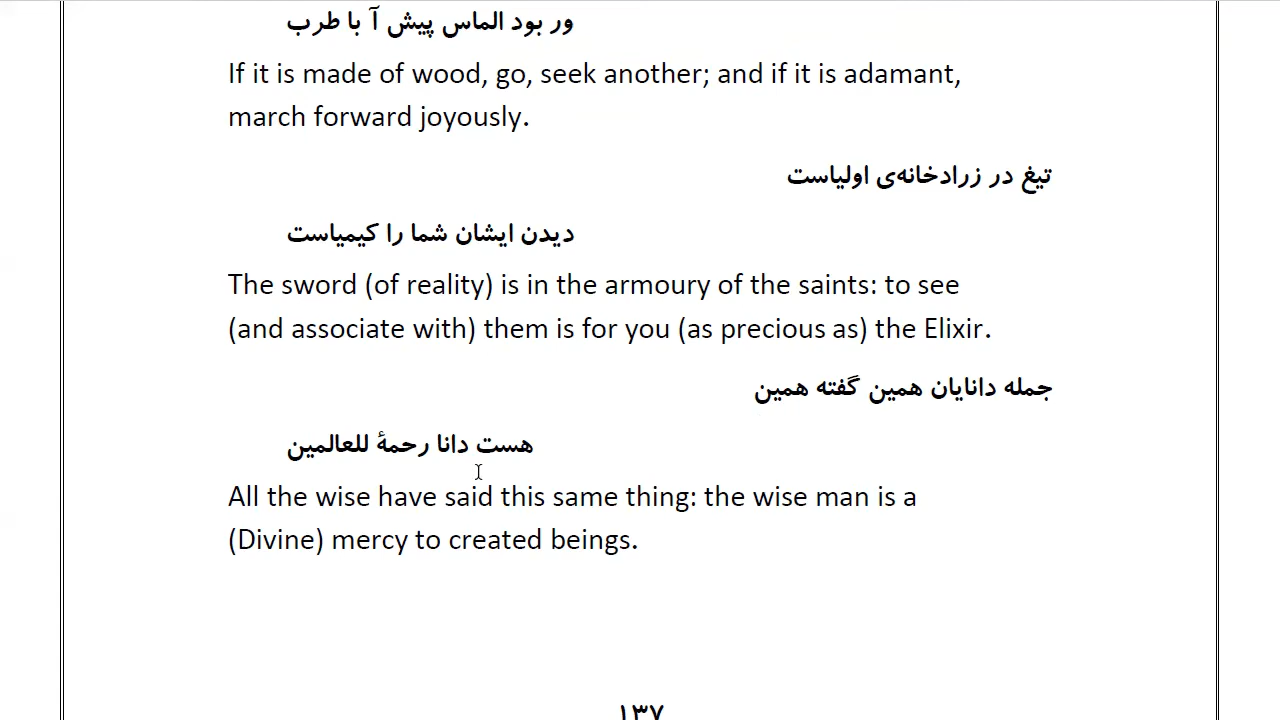 ور بود الماس پیش آ با طرب
If it is made of wood, go, seek another; and if it is adamant,
march forward joyously.
تیغ در زرادخانه‌ی اولیاست
دیدن ایشان شما را کیمیاست
The sword (of reality) is in the armoury of the saints: to see
(and associate with) them is for you (as precious as) the Elixir.
جمله دانایان همین گفته همین
هست دانا رحمهٔ للعالمین
All the wise have said this same thing: the wise man is a
(Divine) mercy to created beings.
۱۳۷